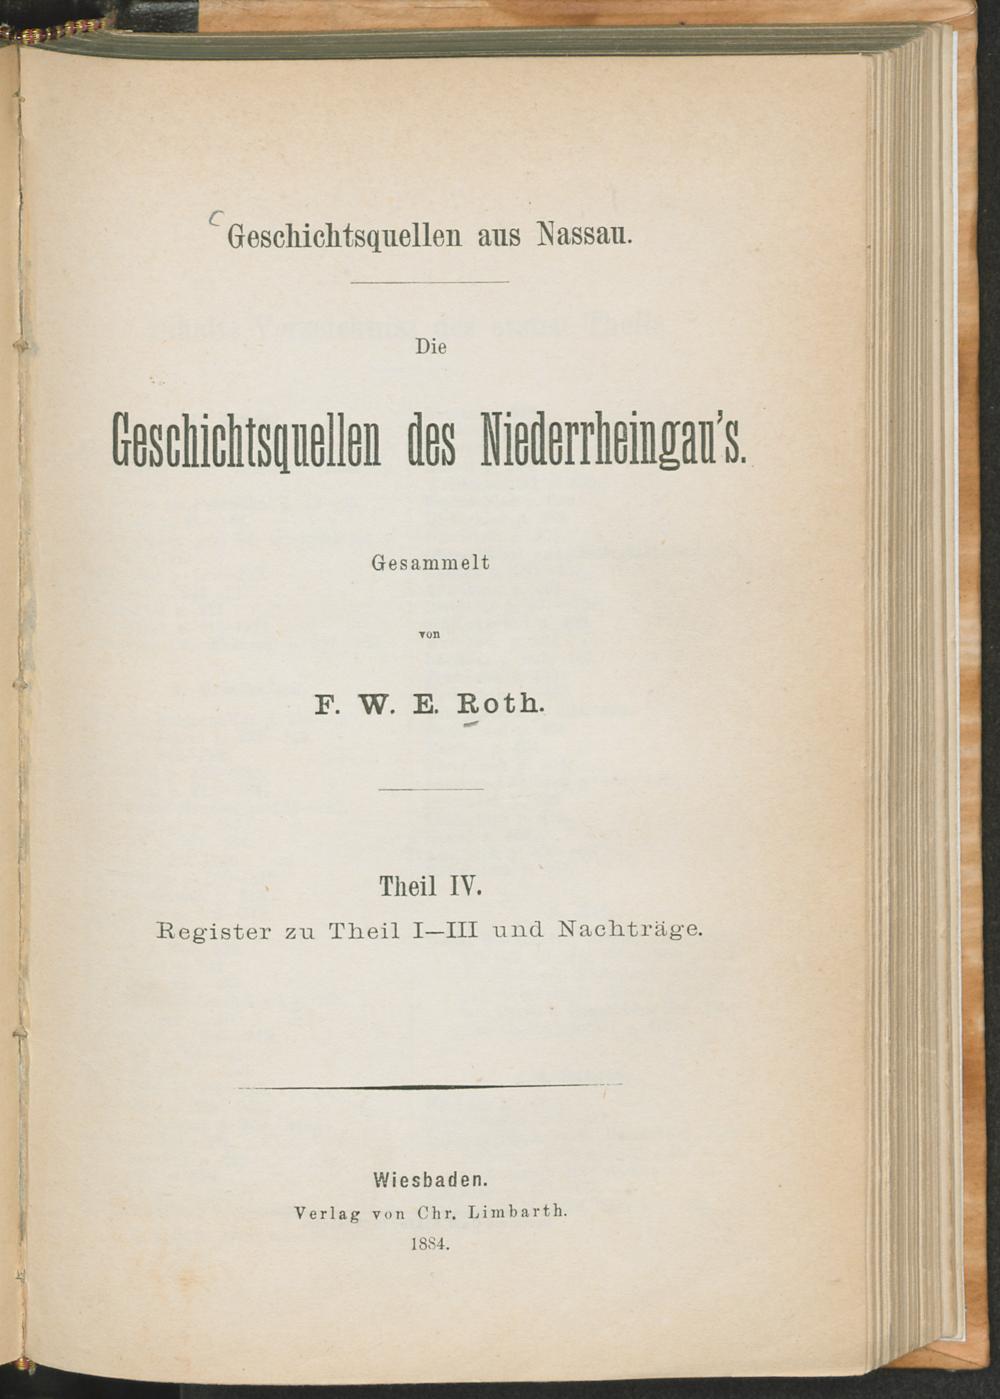 Geschichtsquellen aus Nassau.
Die
Geschichtsquellen des Niederrheingau's.
Gesammelt
von
F. W. E. Roth.
Theil IV.
Register zu Theil I—III und Nachträge.
Wiesbaden.
Verlag von Chr. Limbarth.
1884.